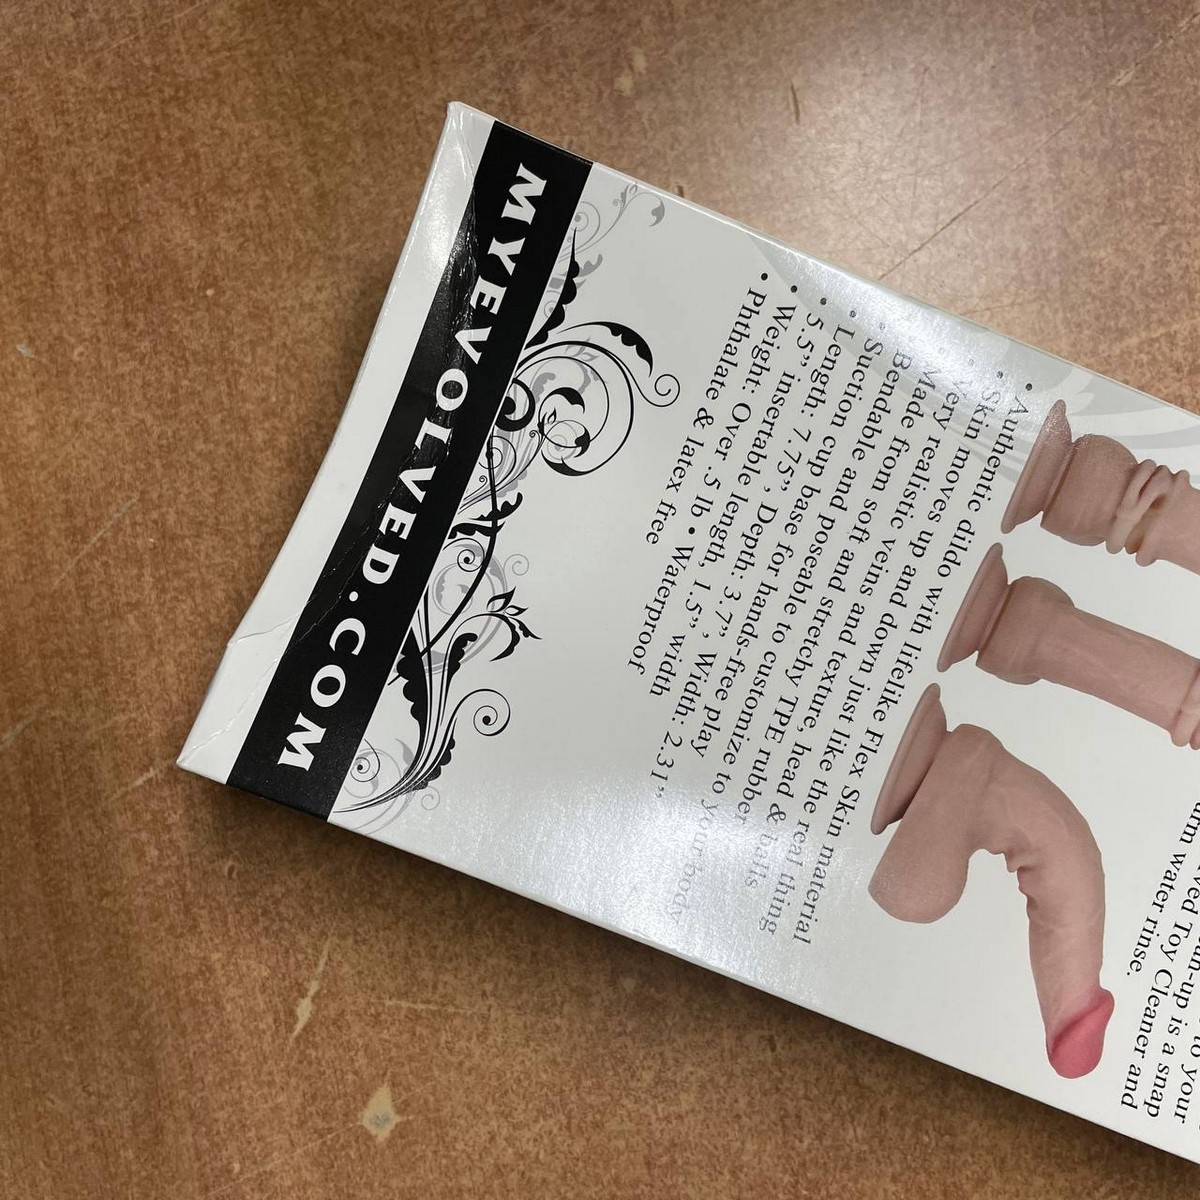 MYEVOLVED.COM
• Authentic dildo with lifelike Flex Skin material
• Skin moves up and down just like the real thing
• Very realistic veins and texture, head & balls
• Made from soft and stretchy TPE rubber
• Bendable and poseable to customize to your body
• Suction cup base for hands-free play
• Length: 7.75”, Depth: 3.7”, Width: 2.31”
• 5.5” insertable length, 1.5” width
• Weight: Over .5 lb • Waterproof
• Phthalate & latex free
to your
an-up is a snap
ved Toy Cleaner and
arm water rinse.